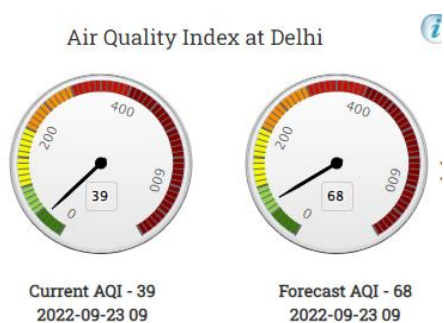 Air Quality Index at Delhi
i
0 200 400 600
39
0 200 400 600
68
Current AQI - 39
2022-09-23 09
Forecast AQI - 68
2022-09-23 09